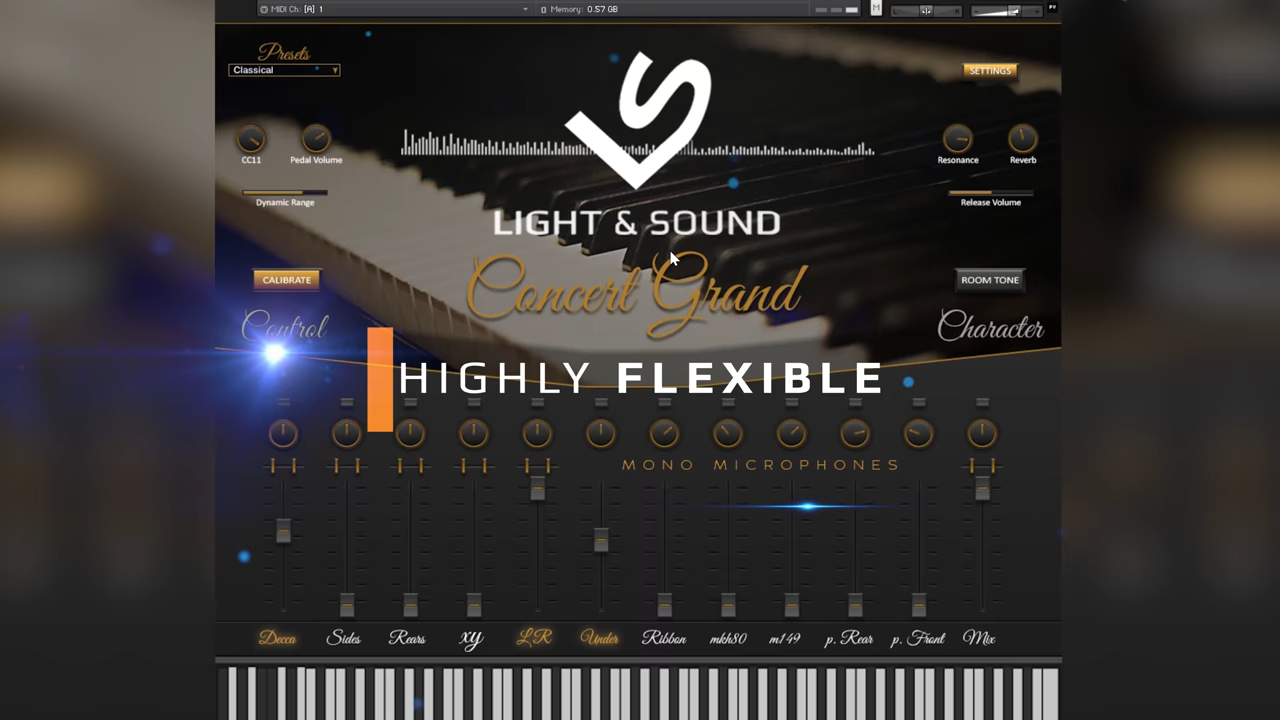 MIDI Ch: [A] 1
Memory: 0.57 GB
M
Presets
Classical
SETTINGS
LS
CC11
Pedal Volume
Resonance
Reverb
Dynamic Range
Release Volume
LIGHT & SOUND
Concert Grand
CALIBRATE
ROOM TONE
Control
Character
HIGHLY FLEXIBLE
MONO MICROPHONES
Decca
Sides
Rears
xy
L,R
Under
Ribbon
mkh80
m149
p. Rear
p. Front
Mix